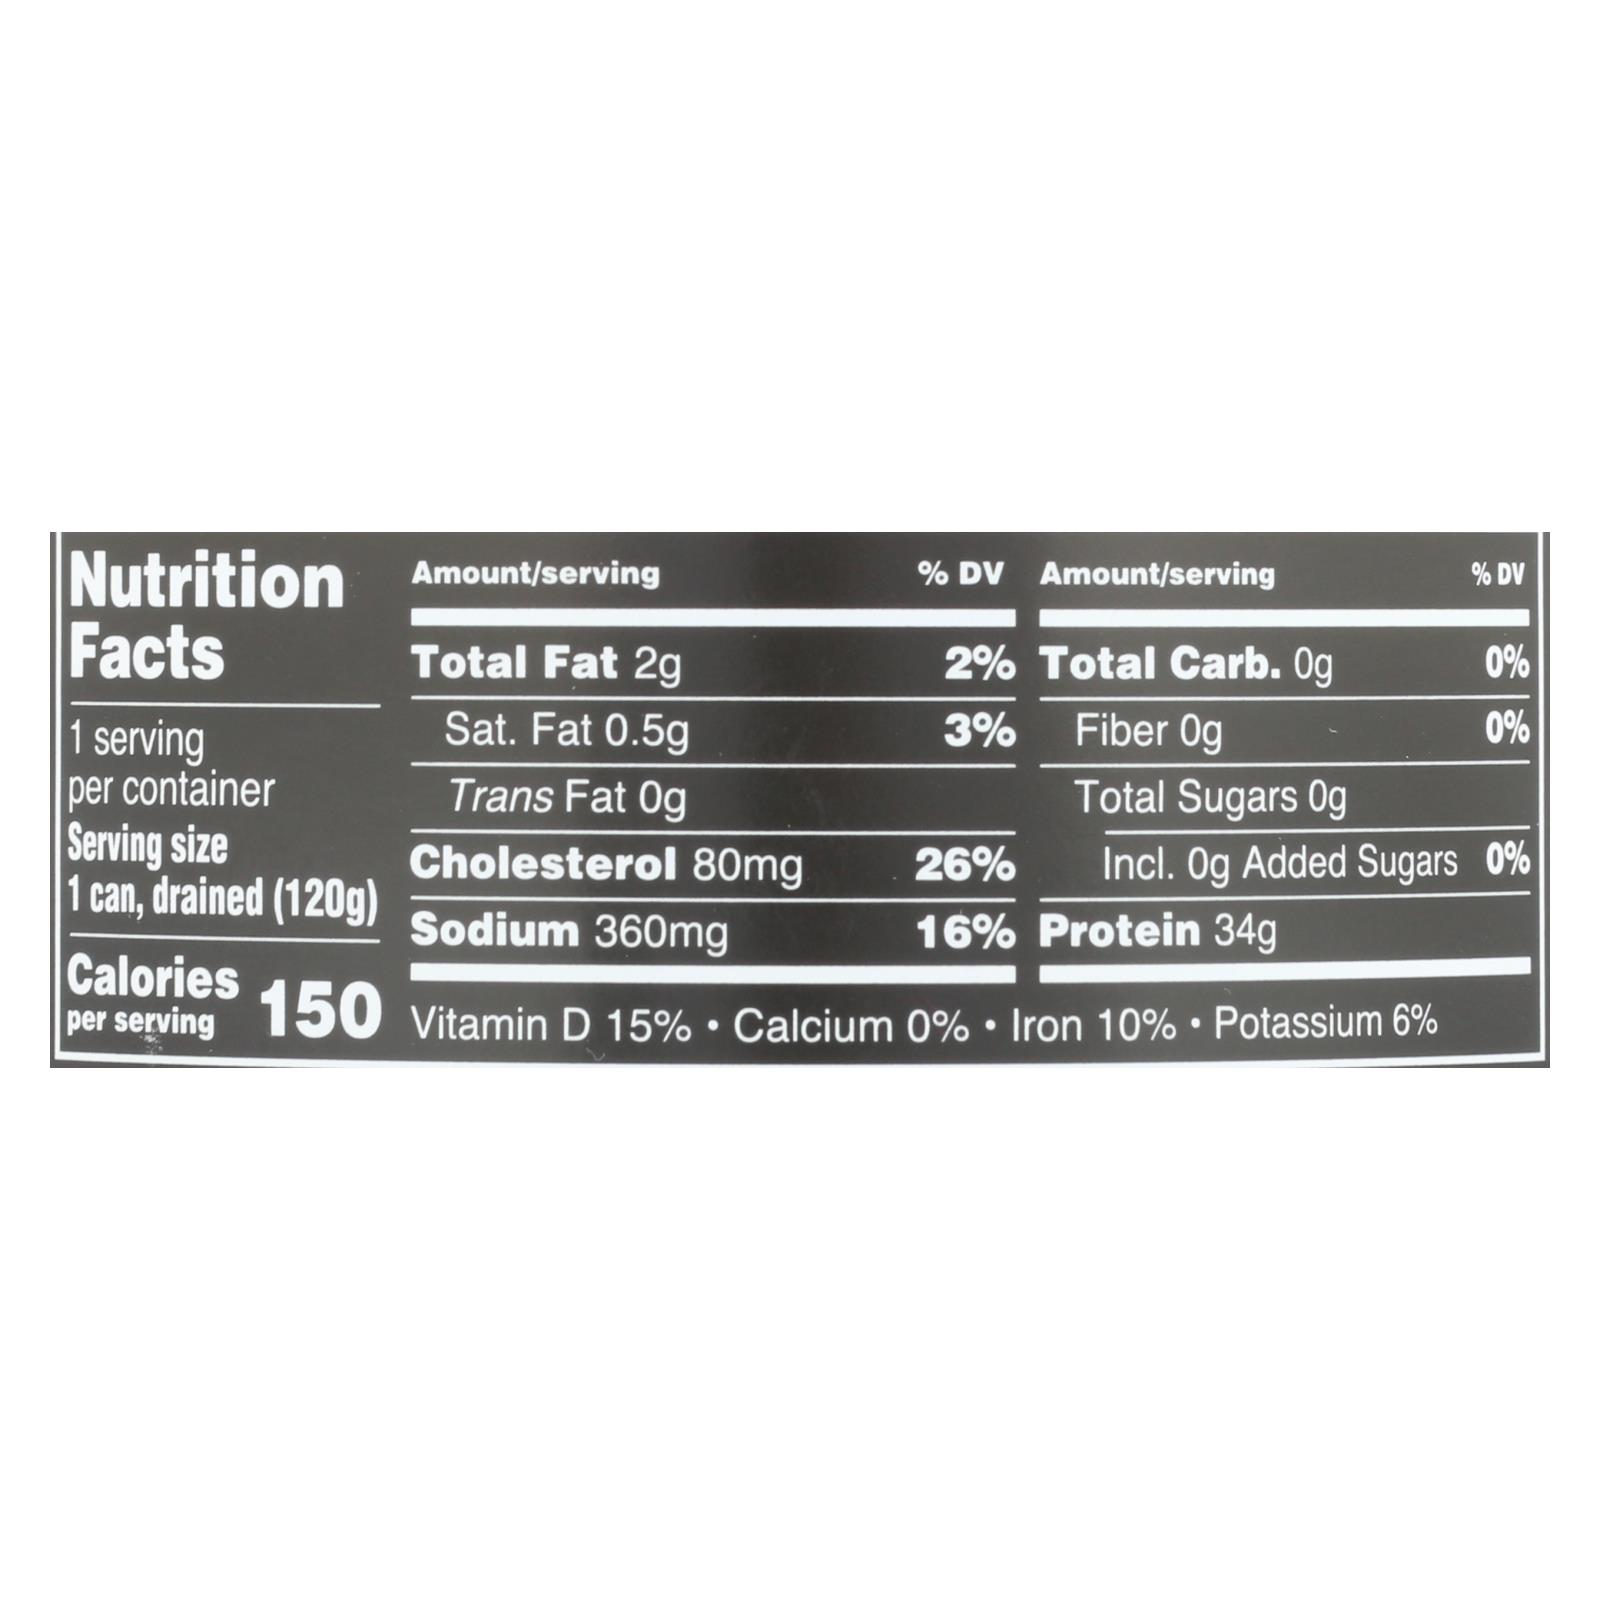 Nutrition
Facts
1 serving
per container
Serving size
1 can, drained (120g)
Calories
per serving 150
Amount/serving % DV
Total Fat 2g 2%
Sat. Fat 0.5g 3%
Trans Fat 0g
Cholesterol 80mg 26%
Sodium 360mg 16%
Amount/serving % DV
Total Carb. 0g 0%
Fiber 0g 0%
Total Sugars 0g
Incl. 0g Added Sugars 0%
Protein 34g
Vitamin D 15% • Calcium 0% • Iron 10% • Potassium 6%